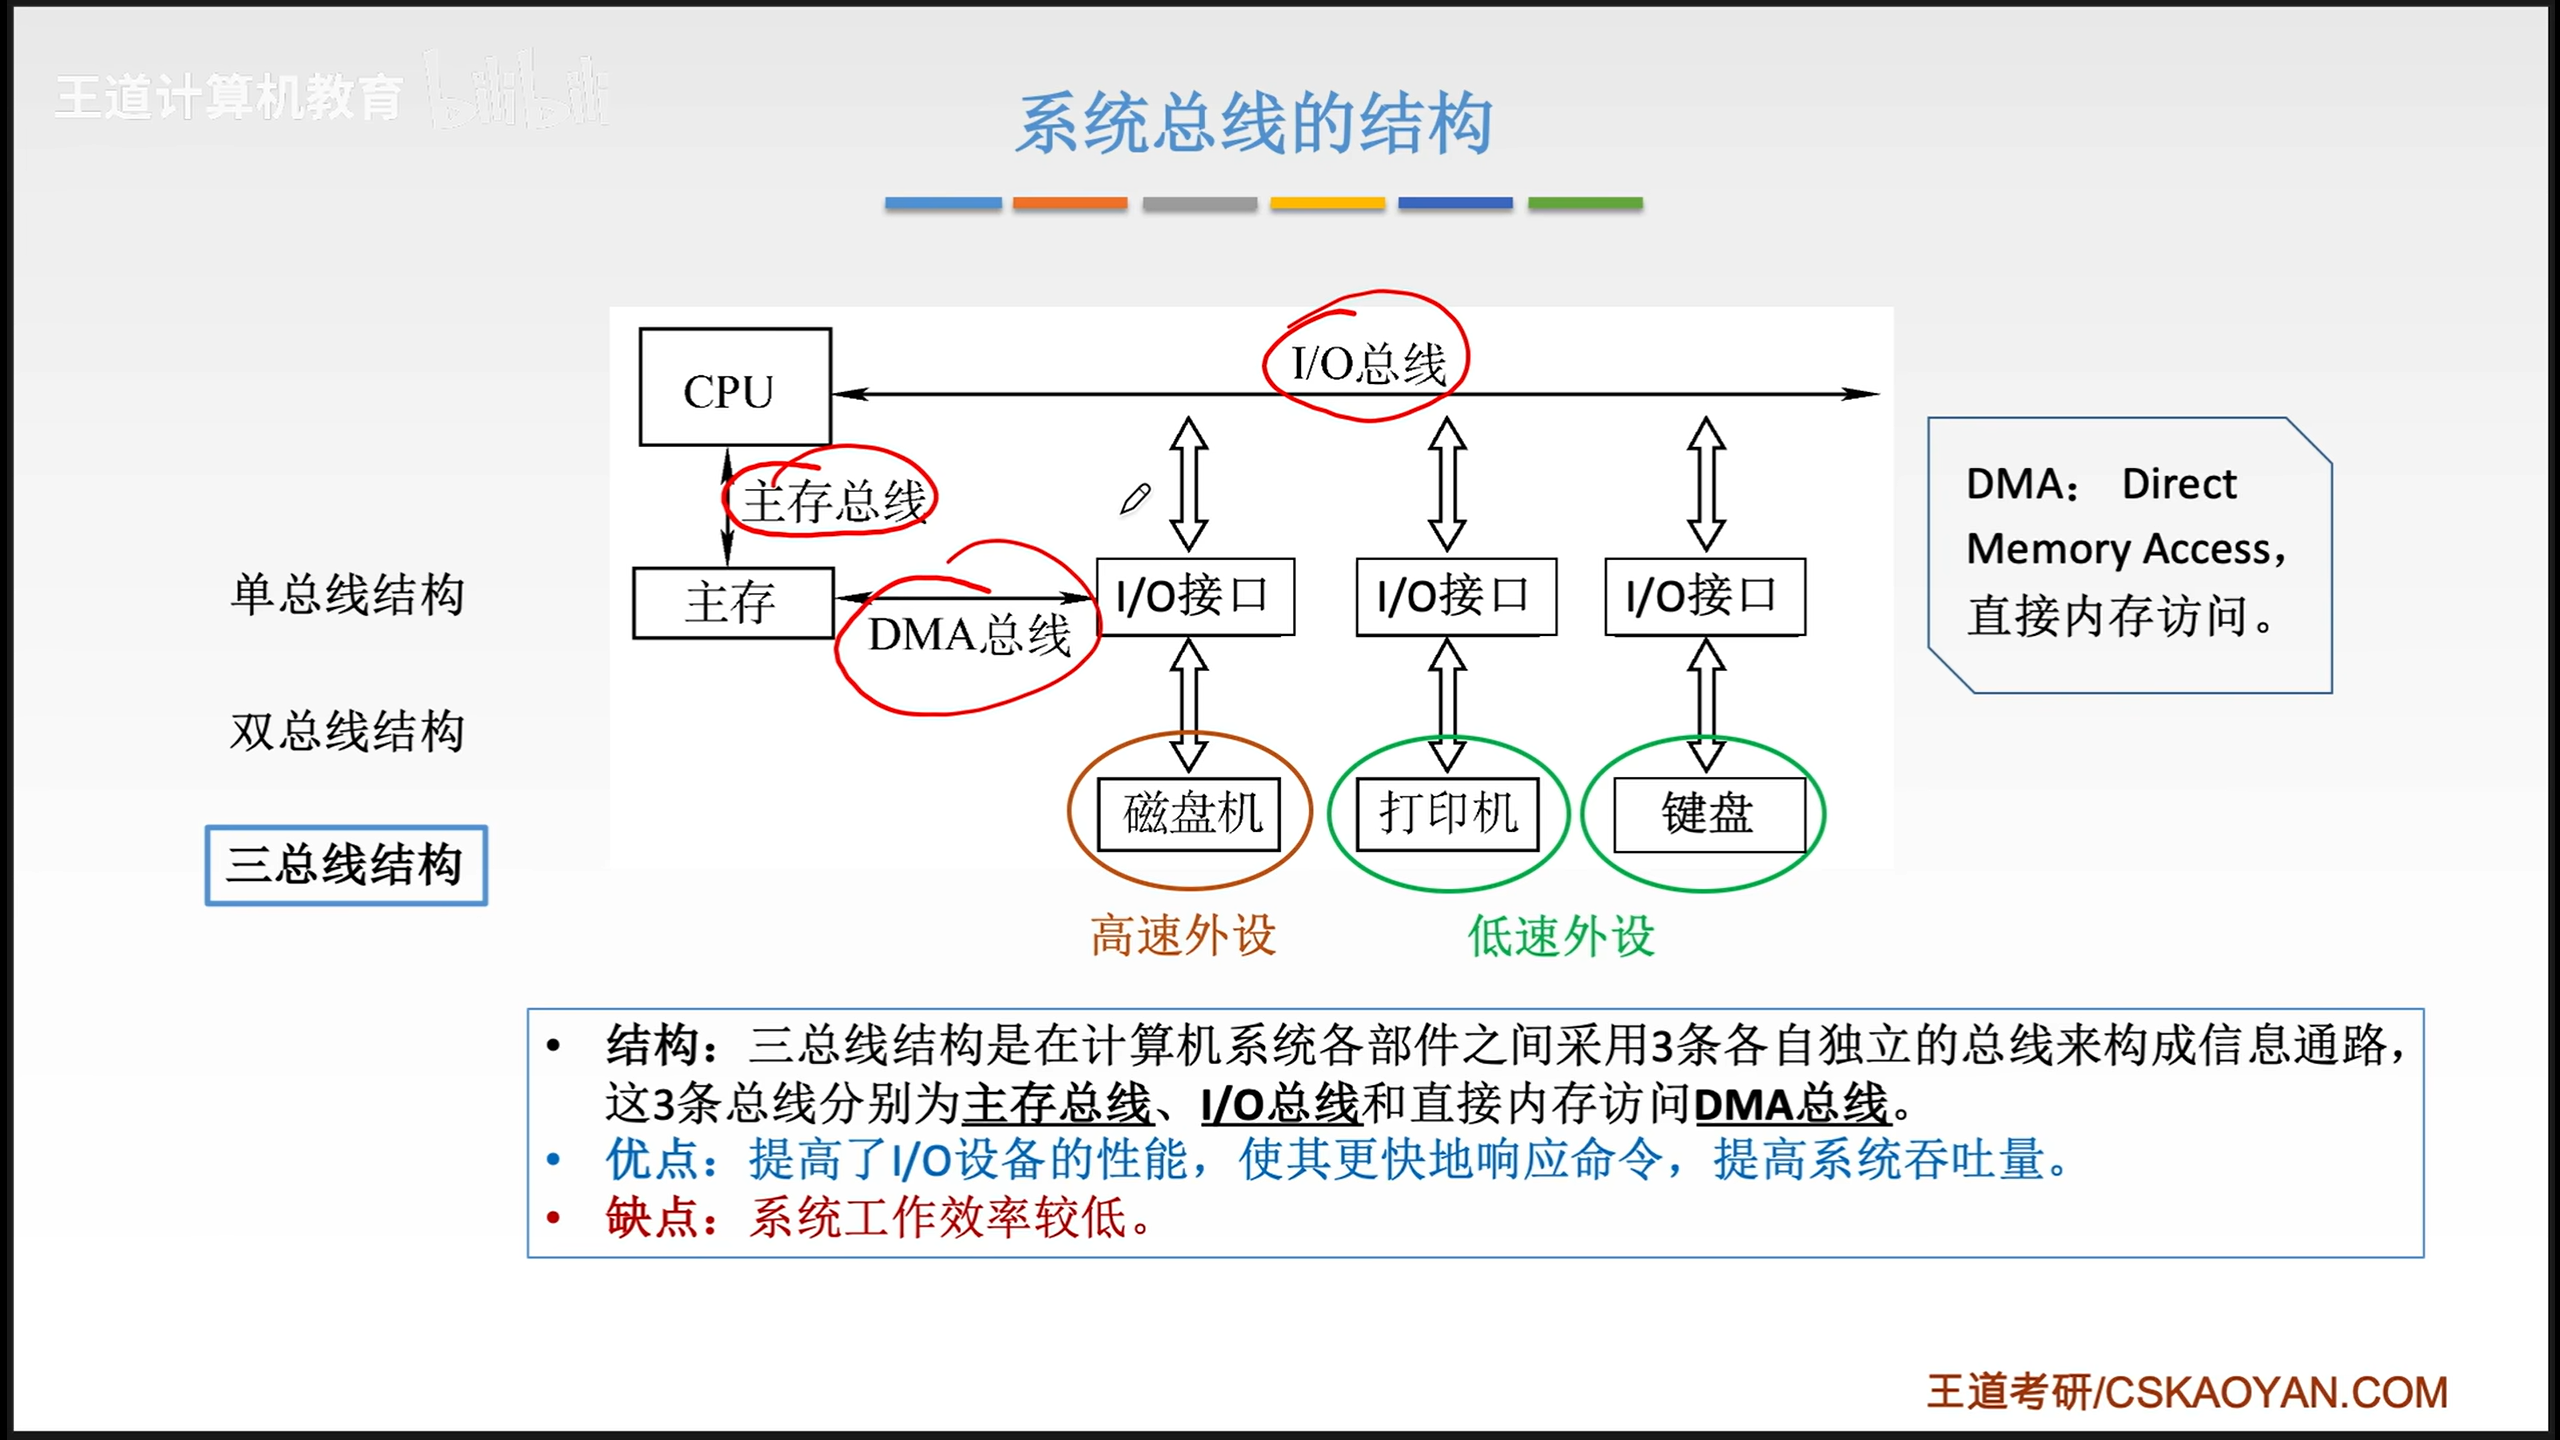 王道计算机教育 bilibili
系统总线的结构
I/O总线
CPU
主存总线
主存
DMA总线
I/O接口
I/O接口
I/O接口
磁盘机
打印机
键盘
高速外设
低速外设
DMA： Direct
Memory Access，
直接内存访问。
单总线结构
双总线结构
三总线结构
• 结构：三总线结构是在计算机系统各部件之间采用3条各自独立的总线来构成信息通路，
这3条总线分别为主存总线、I/O总线和直接内存访问DMA总线。
• 优点：提高了I/O设备的性能，使其更快地响应命令，提高系统吞吐量。
• 缺点：系统工作效率较低。
王道考研/CSKAOYAN.COM